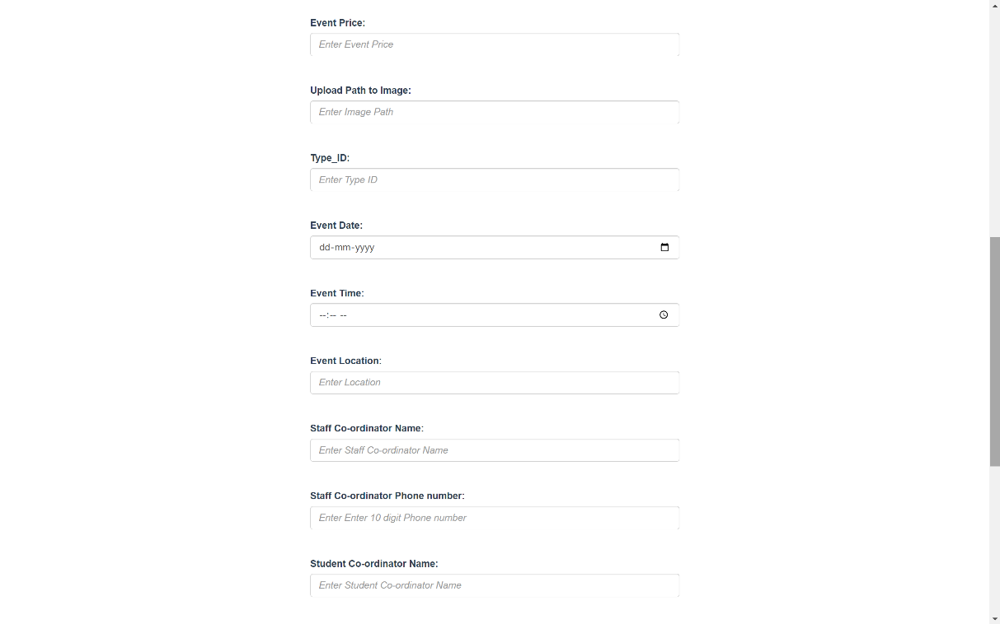 Event Price:
Enter Event Price
Upload Path to Image:
Enter Image Path
Type_ID:
Enter Type ID
Event Date:
dd-mm-yyyy
Event Time:
--:-- --
Event Location:
Enter Location
Staff Co-ordinator Name:
Enter Staff Co-ordinator Name
Staff Co-ordinator Phone number:
Enter Enter 10 digit Phone number
Student Co-ordinator Name:
Enter Student Co-ordinator Name